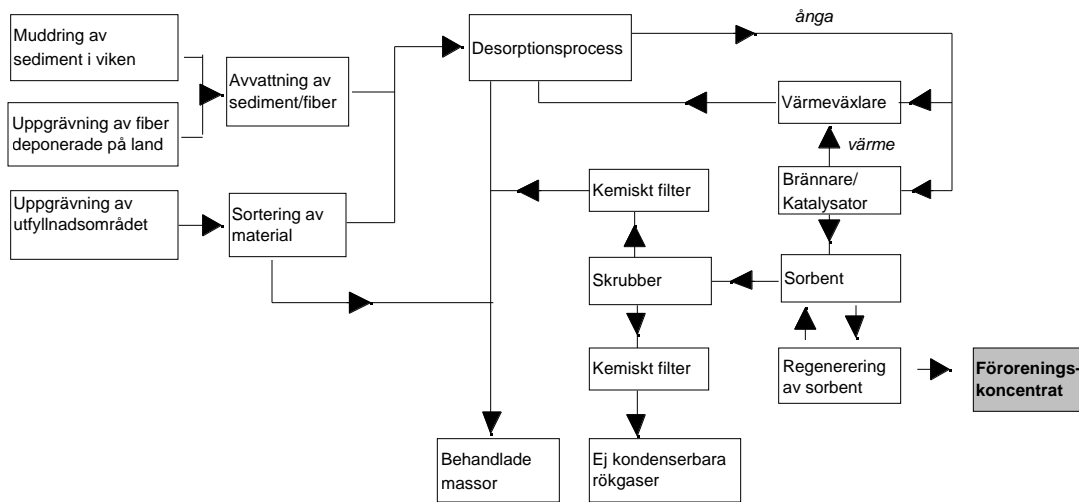 Muddring av
sediment i viken
Uppgrävning av fiber
deponerade på land
Uppgrävning av
utfyllnadsområdet
Avvattning av
sediment/fiber
Sortering av
material
Desorptionsprocess
ånga
Värmeväxlare
värme
Brännare/
Katalysator
Kemiskt filter
Skrubber
Sorbent
Kemiskt filter
Regenerering
av sorbent
Förorenings-
koncentrat
Behandlade
massor
Ej kondenserbara
rökgaser